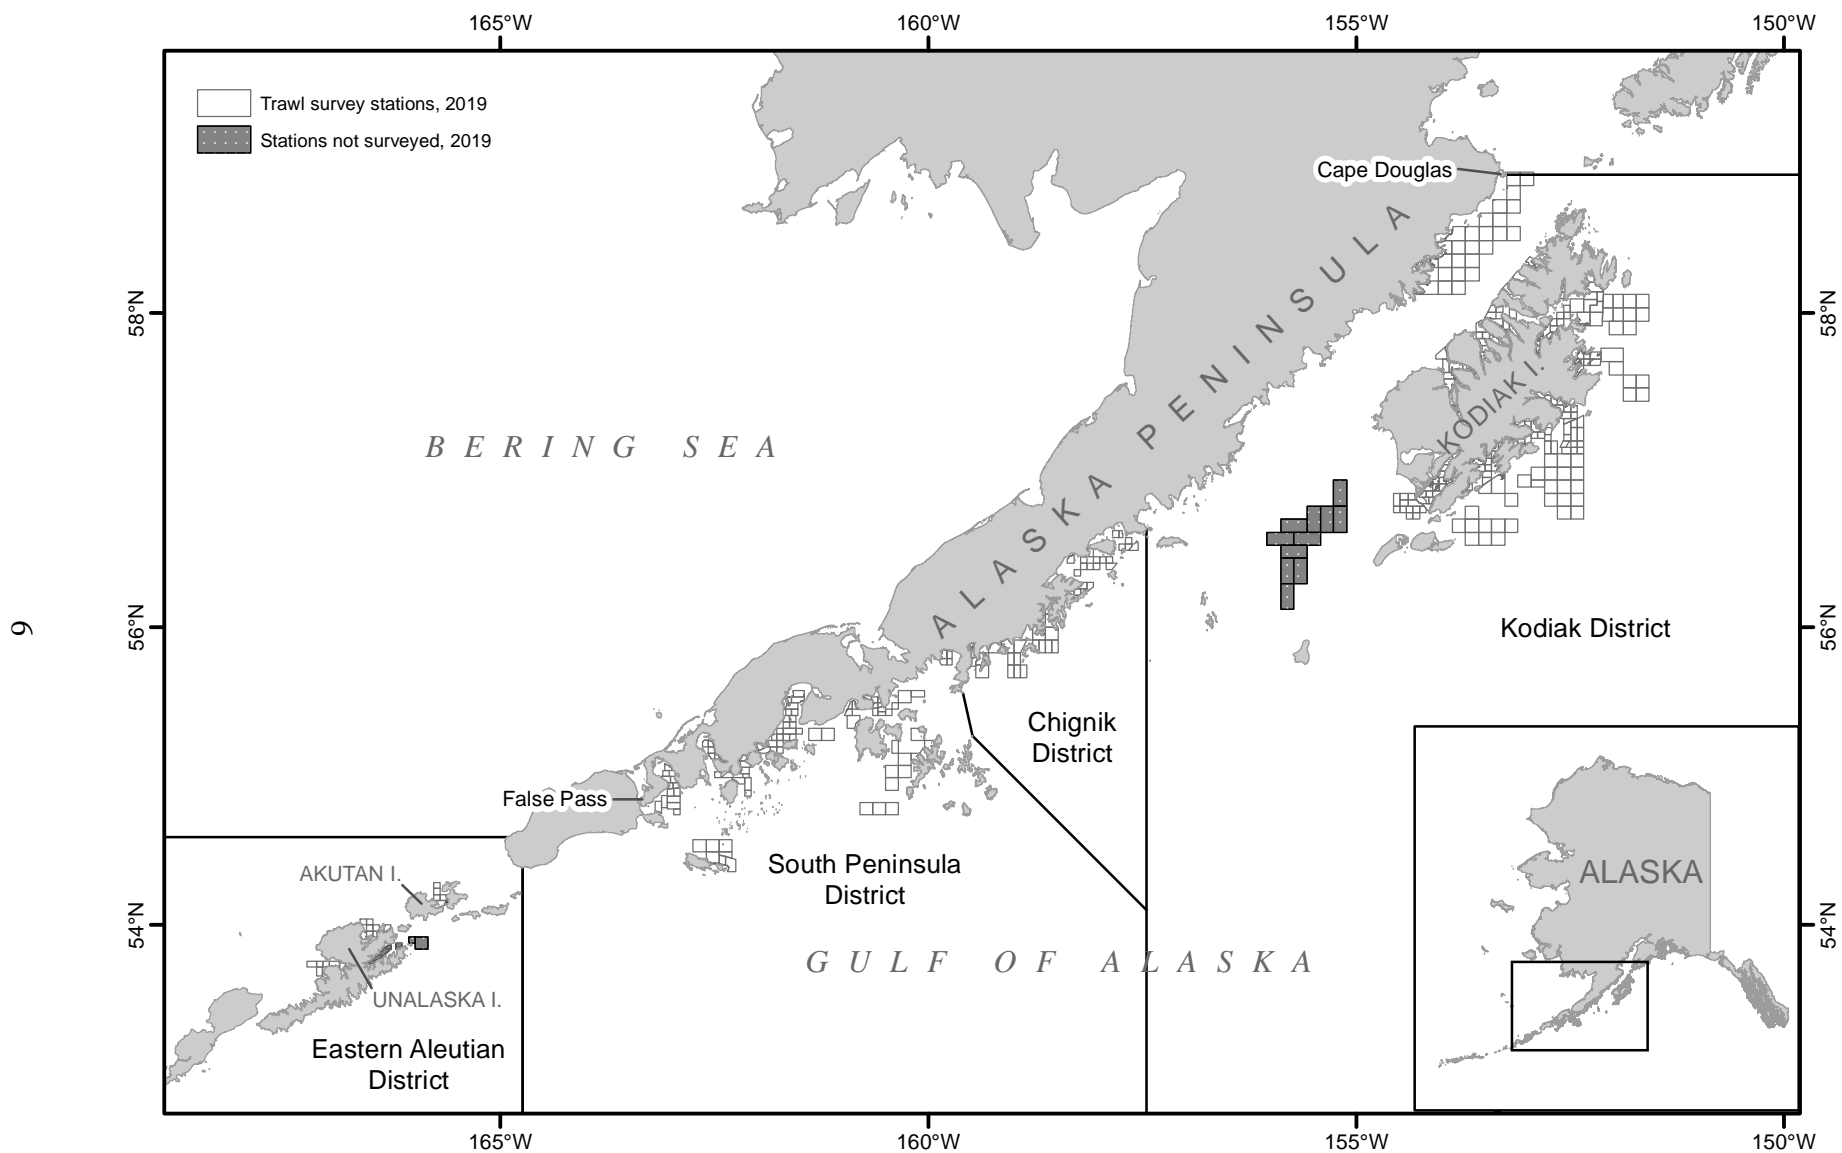 165°W 160°W 155°W 150°W
Trawl survey stations, 2019
Stations not surveyed, 2019
Cape Douglas
58°N 58°N
ALASKA PENINSULA
KODIAK I.
BERING SEA
56°N 56°N
Kodiak District
Chignik
District
False Pass
South Peninsula
District
AKUTAN I.
ALASKA
54°N 54°N
GULF OF ALASKA
UNALASKA I.
Eastern Aleutian
District
165°W 160°W 155°W 150°W
9